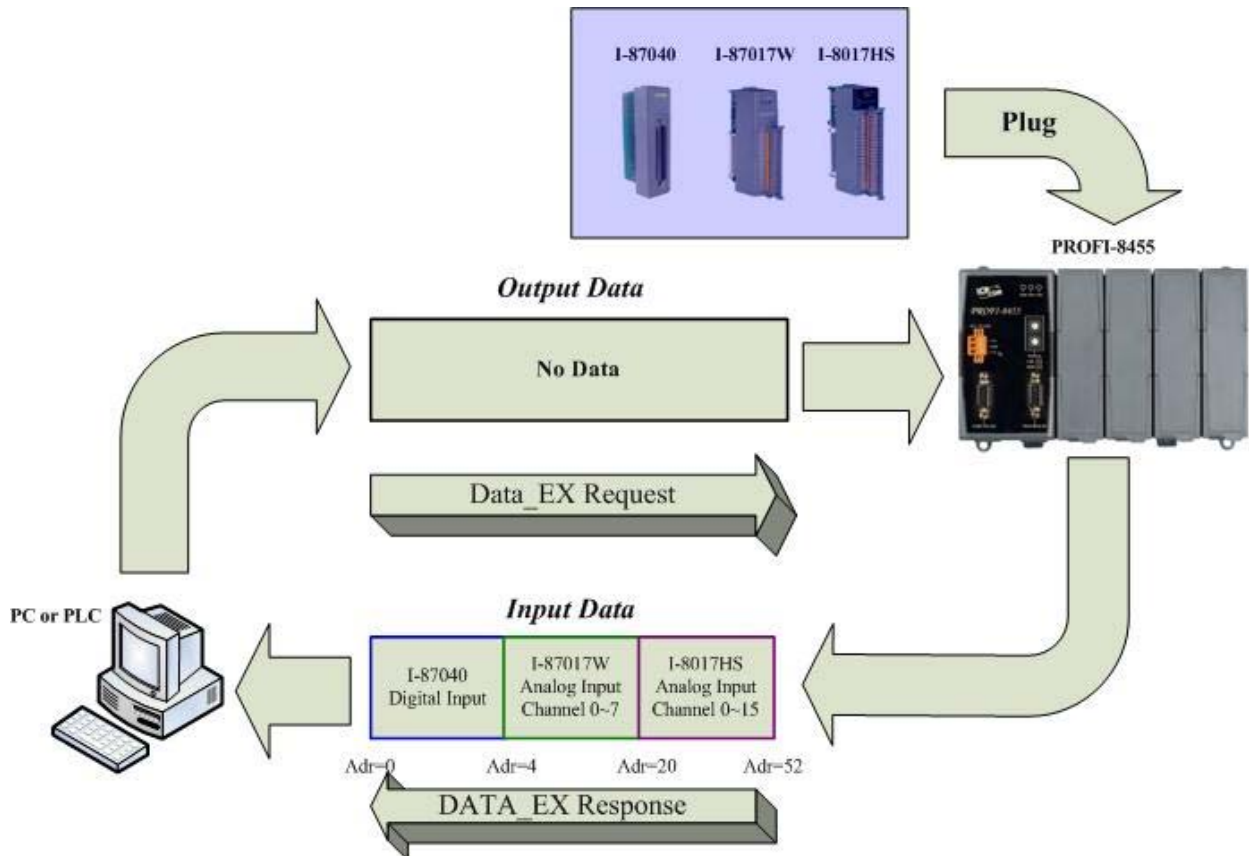 I-87040
I-87017W
I-8017HS
Plug
PROFI-8455
Output Data
No Data
PROFI-8455
Data_EX Request
PC or PLC
Input Data
I-87040
Digital Input
I-87017W
Analog Input
Channel 0~7
I-8017HS
Analog Input
Channel 0~15
Adr=0
Adr=4
Adr=20
Adr=52
DATA_EX Response